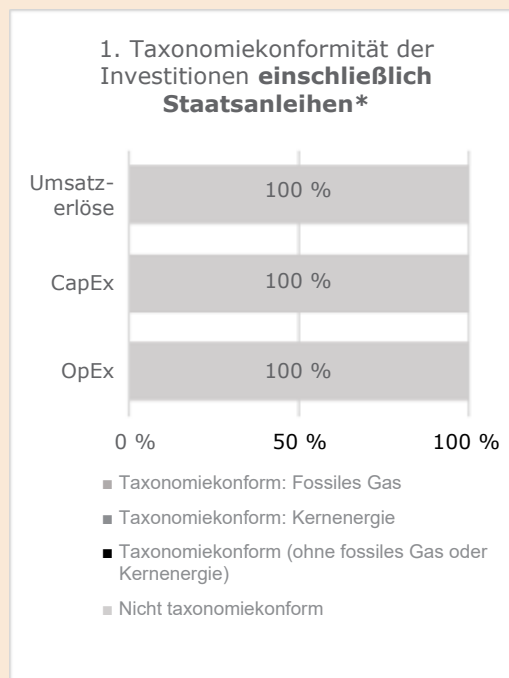 1. Taxonomiekonformität der
Investitionen einschließlich
Staatsanleihen*
Umsatz-
erlöse
100 %
CapEx
100 %
OpEx
100 %
0 %
50 %
100 %
Taxonomiekonform: Fossiles Gas
Taxonomiekonform: Kernenergie
Taxonomiekonform (ohne fossiles Gas oder
Kernenergie)
Nicht taxonomiekonform